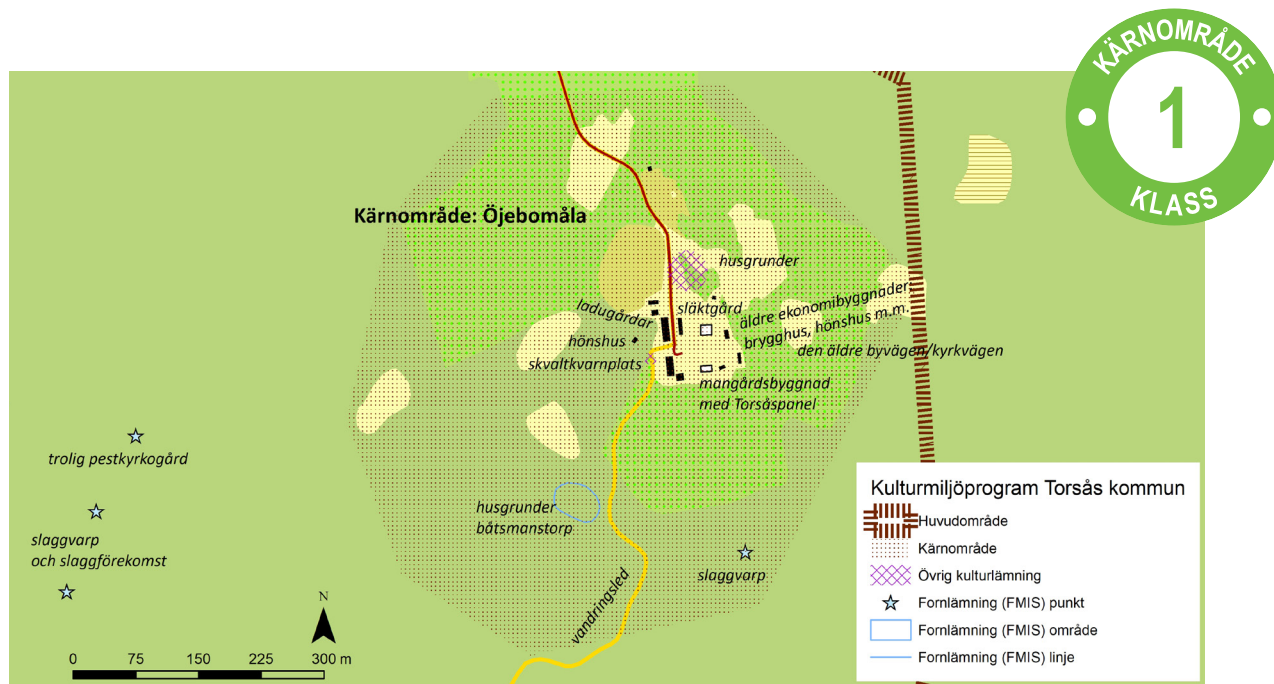 KÄRNOMRÅDE
1
KLASS
Kärnområde: Öjebomåla
husgrunder
ladugårdar
släktgård
äldre ekonomibyggnader:
brygghus, hönshus m.m.
hönshus
den äldre byvägen/kyrkvägen
skvaltkvarnplats
mangårdsbyggnad
med Torsåspanel
trolig pestkyrkogård
husgrunder
båtsmanstorp
slaggvarp
och slaggförekomst
slaggvarp
vandringsled
N
0 75 150 225 300 m
Kulturmiljöprogram Torsås kommun
Huvudområde
Kärnområde
Övrig kulturlämning
Fornlämning (FMIS) punkt
Fornlämning (FMIS) område
Fornlämning (FMIS) linje